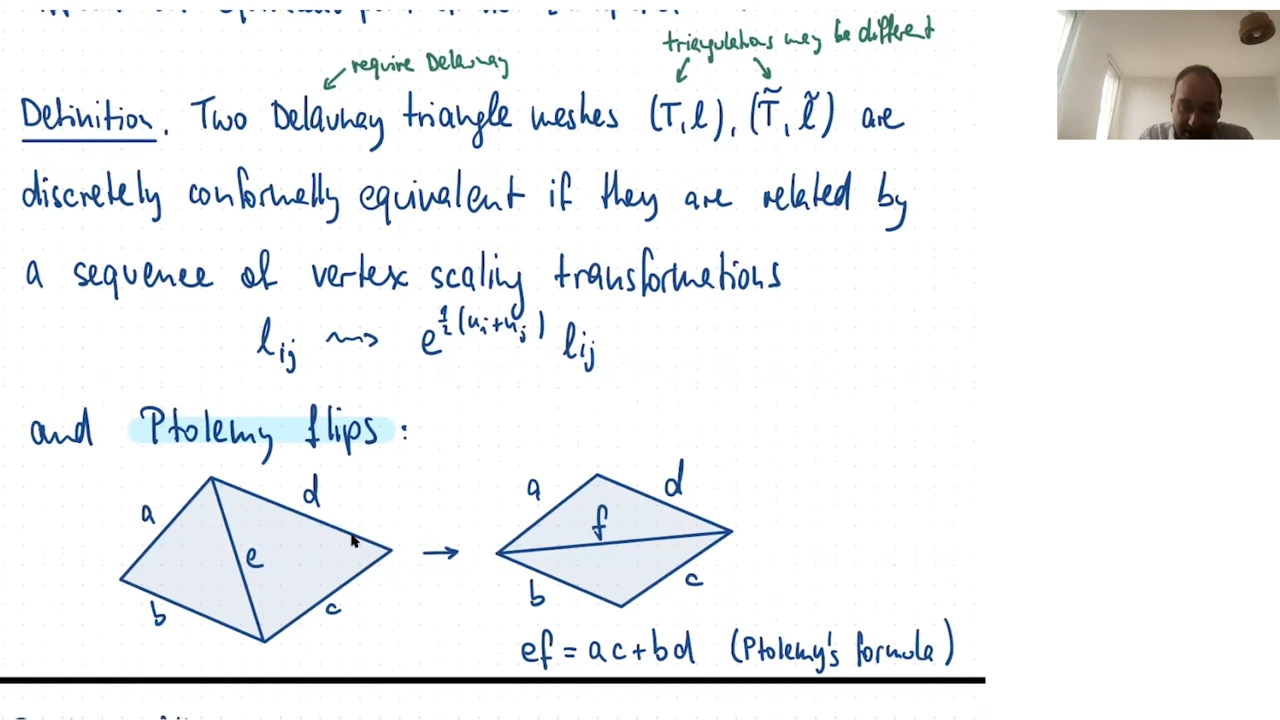 require Delaunay
triangulations may be different
Definition. Two Delaunay triangle meshes (T, l), (T̃, l̃) are
discretely conformally equivalent if they are related by
a sequence of vertex scaling transformations
l_ij ⇝ e^{½(u_i+u_j)} l_ij
and Ptolemy flips:
a d e b c → a d f b c
ef = ac + bd (Ptolemy's formula)